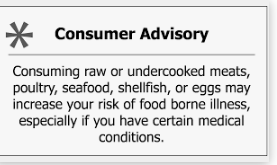 * Consumer Advisory
Consuming raw or undercooked meats,
poultry, seafood, shellfish, or eggs may
increase your risk of food borne illness,
especially if you have certain medical
conditions.